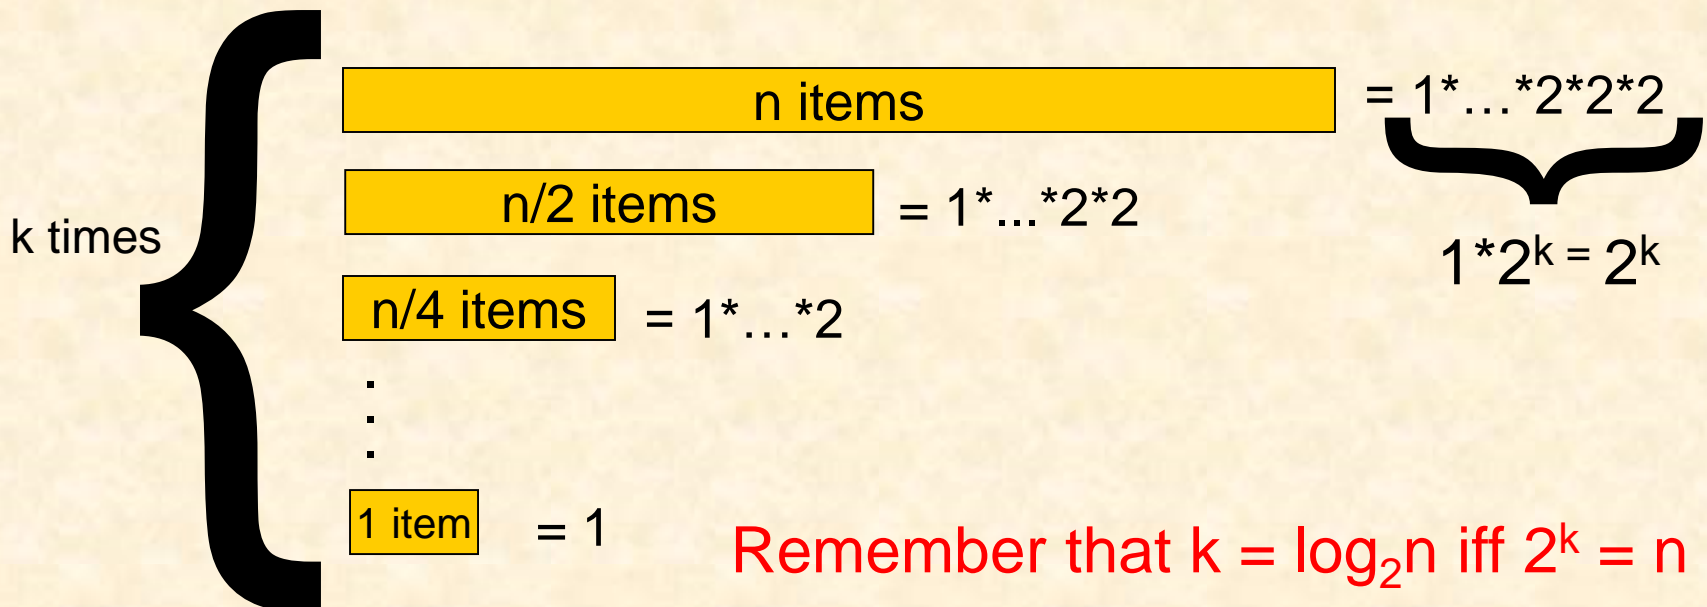 n items = 1*…*2*2*2
n/2 items = 1*...*2*2
k times
1*2ᵏ = 2ᵏ
n/4 items = 1*…*2
.
.
.
1 item = 1
Remember that k = log₂n iff 2ᵏ = n